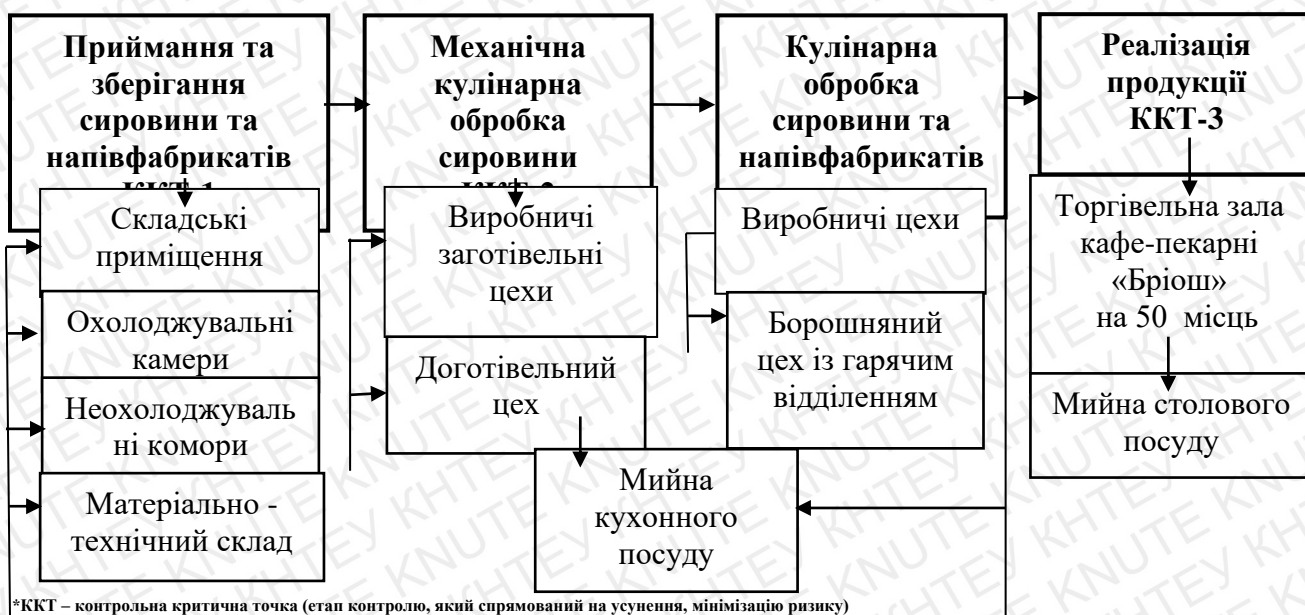 Приймання та
зберігання
сировини та
напівфабрикатів
ККТ-1
Складські
приміщення
Охолоджувальні
камери
Неохолоджуваль
ні комори
Матеріально -
технічний склад
Механічна
кулінарна
обробка
сировини
Виробничі
заготівельні
цехи
Доготівельний
цех
Мийна
кухонного
посуду
Кулінарна
обробка
сировини та
напівфабрикатів
Виробничі цехи
Борошняний
цех із гарячим
відділенням
Реалізація
продукції
ККТ-3
Торгівельна зала
кафе-пекарні
«Бріош»
на 50 місць
Мийна столового
посуду
*ККТ – контрольна критична точка (етап контролю, який спрямований на усунення, мінімізацію ризику)